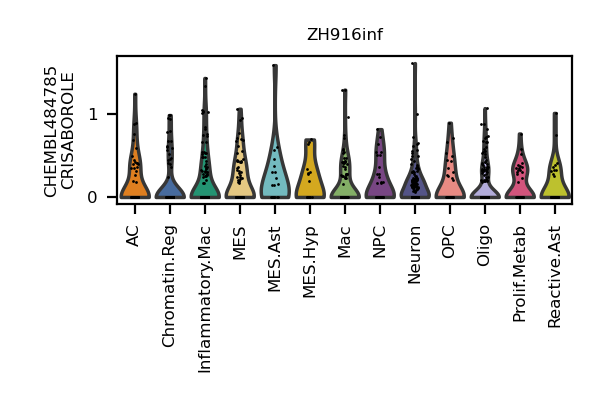 ZH916inf
CHEMBL484785
CRISABOROLE
1
0
AC
Chromatin.Reg
Inflammatory.Mac
MES
MES.Ast
MES.Hyp
Mac
NPC
Neuron
OPC
Oligo
Prolif.Metab
Reactive.Ast